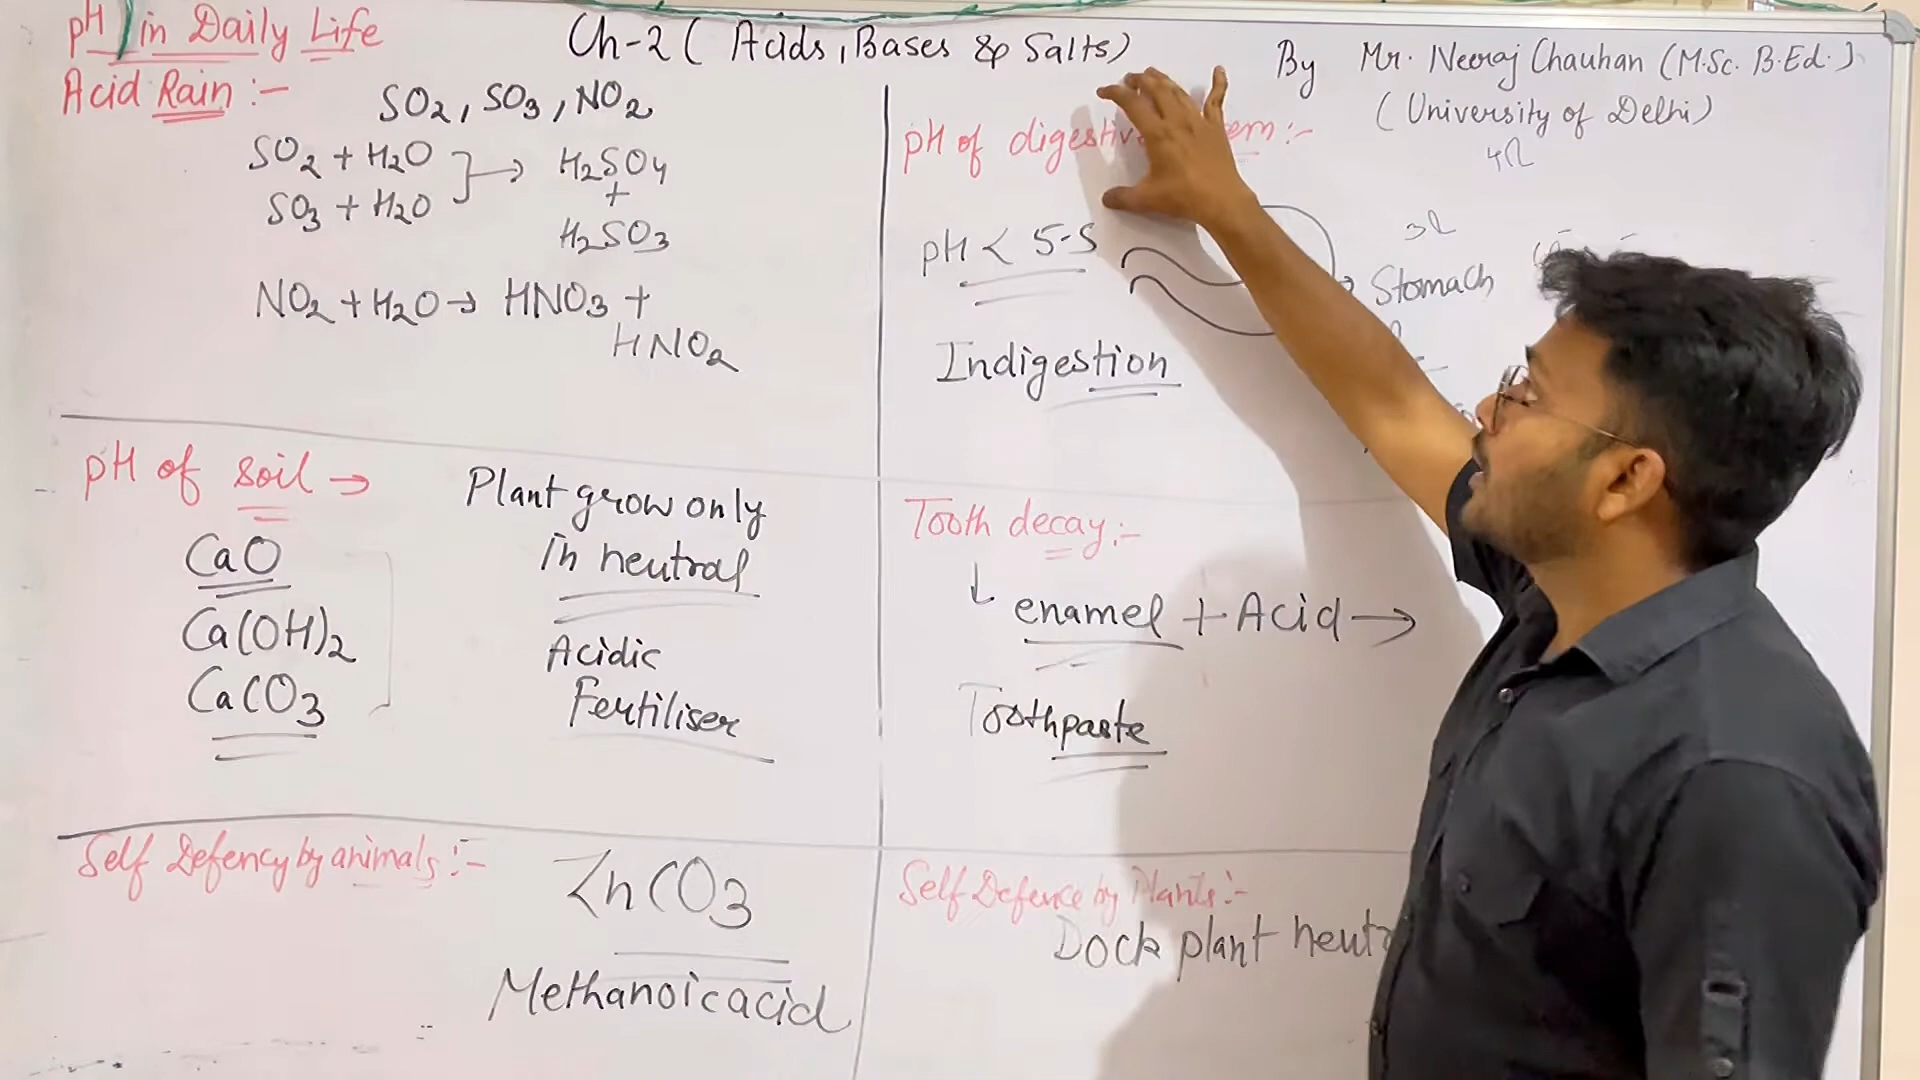 pH in Daily Life
Ch-2 ( Acids, Bases & Salts)
By Mr. Neeraj Chauhan (M.Sc. B.Ed.)
( University of Delhi)
Acid Rain :-
SO2, SO3, NO2
SO2 + H2O
SO3 + H2O
→ H2SO4
+
H2SO3
NO2 + H2O → HNO3 +
HNO2
pH of
pH < 5-5
Stomach
Indigestion
pH of soil →
CaO
Ca(OH)2
CaCO3
Plant grow only
in neutral
Acidic
Fertiliser
Tooth decay :-
↓ enamel + Acid →
Toothpaste
Self Defency by animals :-
ZnCO3
Methanoic acid
Self Defence by Plants :-
Dock plant